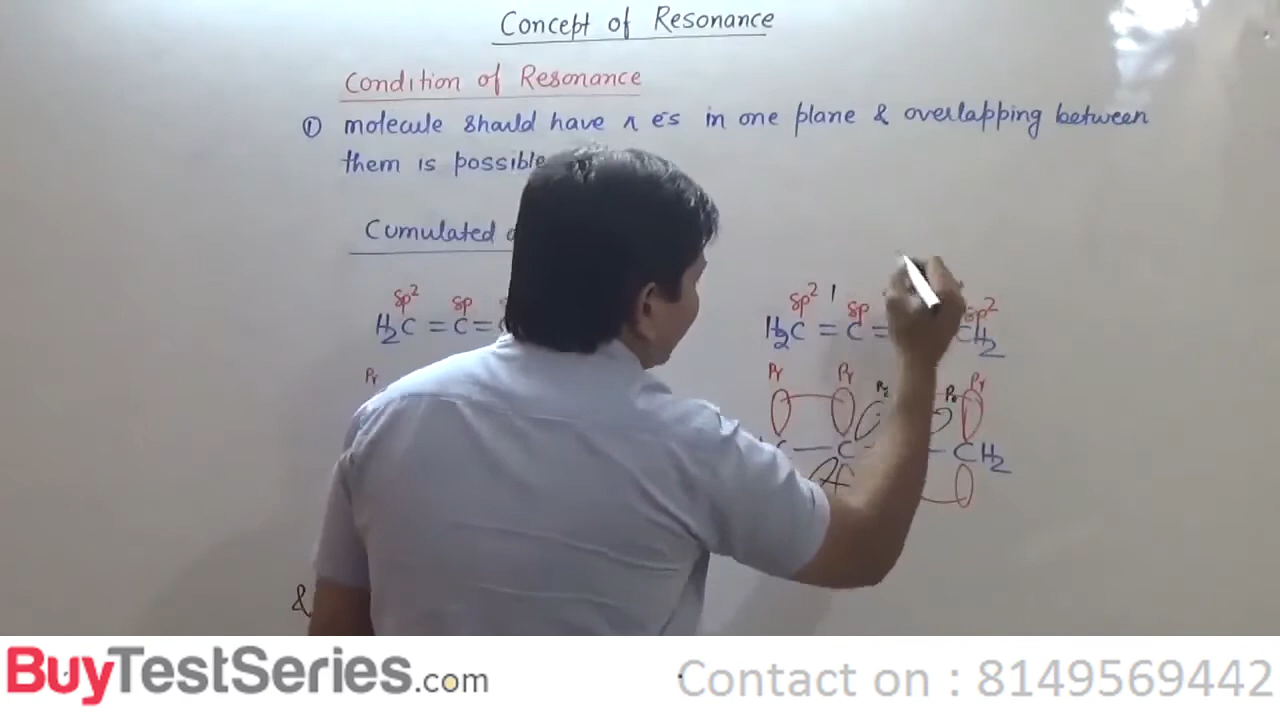 Concept of Resonance
Condition of Resonance
① molecule should have π e⁻s in one plane & overlapping between
them is possible
Cumulated
sp² sp
H₂C = C =
sp² 1 sp sp²
H₂C = C = CH₂
Py
Py Py Pz Pz Py
C — C — CH₂
&
BuyTestSeries.com
Contact on : 8149569442